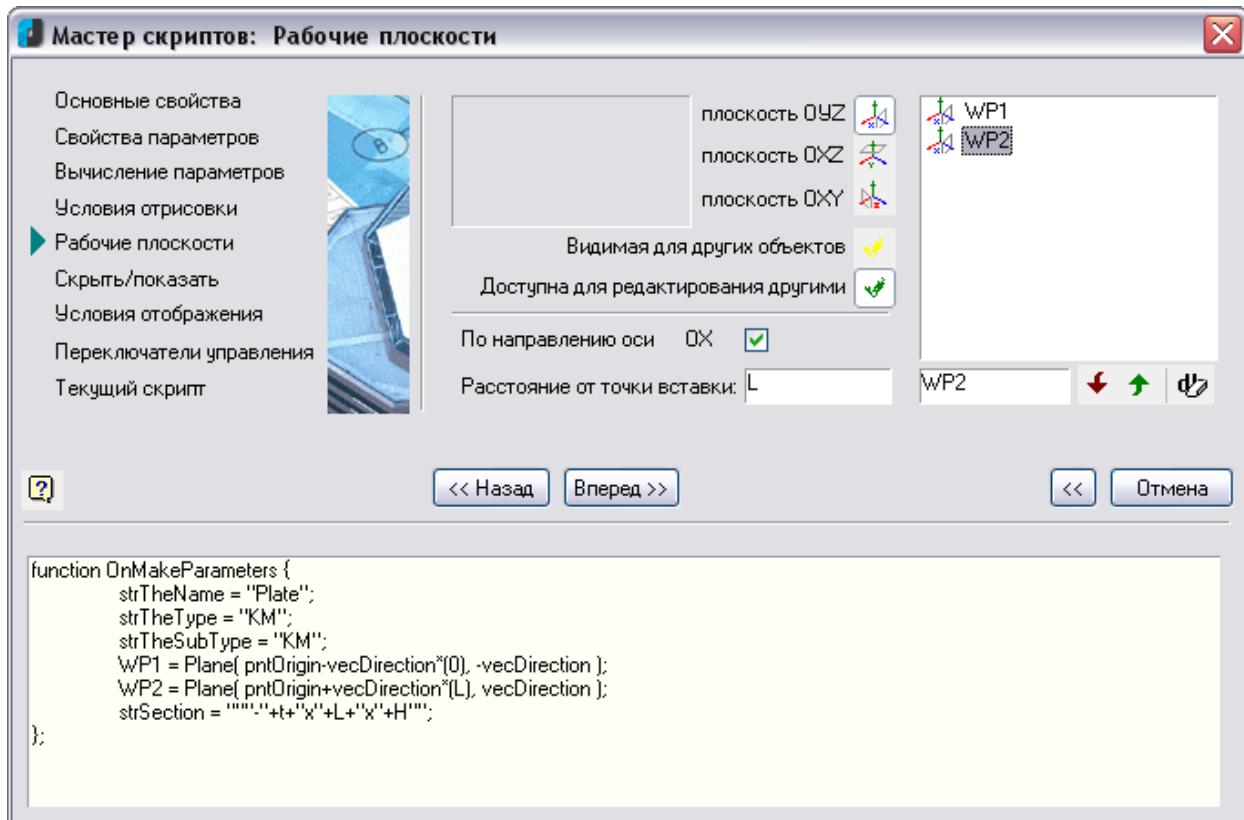 Мастер скриптов: Рабочие плоскости
Основные свойства
Свойства параметров
Вычисление параметров
Условия отрисовки
Рабочие плоскости
Скрыть/показать
Условия отображения
Переключатели управления
Текущий скрипт
плоскость OYZ
плоскость OXZ
плоскость OXY
Видимая для других объектов
Доступна для редактирования другими
По направлению оси OX
Расстояние от точки вставки: L
WP1
WP2
WP2
<< Назад
Вперед >>
<<
Отмена
function OnMakeParameters {
strTheName = "Plate";
strTheType = "KM";
strTheSubType = "KM";
WP1 = Plane( pntOrigin-vecDirection*(0), -vecDirection );
WP2 = Plane( pntOrigin+vecDirection*(L), vecDirection );
strSection = """"-"+t+"x"+L+"x"+H"";
};